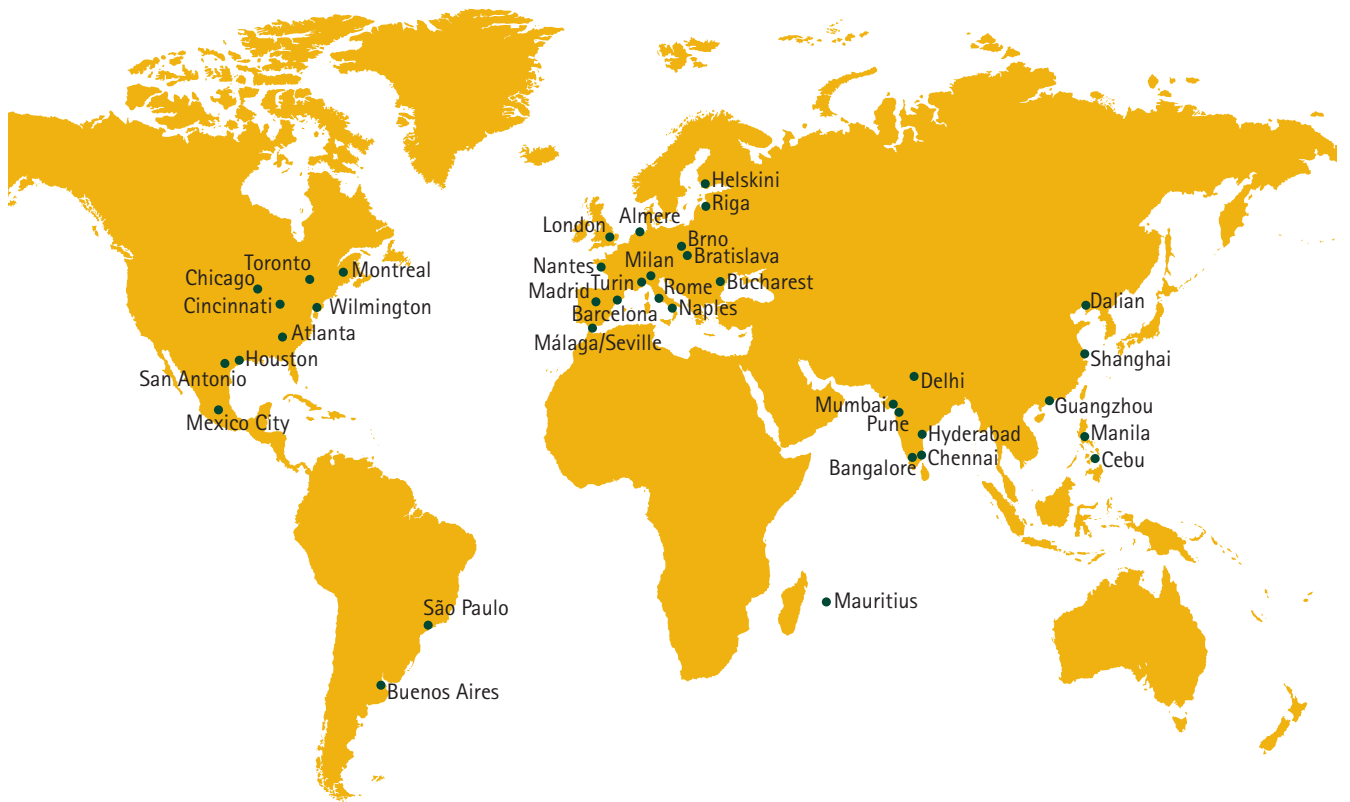 Helskini
Riga
London
Almere
Brno
Bratislava
Nantes
Milan
Turin
Rome
Bucharest
Madrid
Barcelona
Naples
Málaga/Seville
Toronto
Montreal
Chicago
Cincinnati
Wilmington
Atlanta
Houston
San Antonio
Mexico City
Dalian
Shanghai
Delhi
Mumbai
Pune
Guangzhou
Hyderabad
Manila
Chennai
Bangalore
Cebu
Mauritius
São Paulo
Buenos Aires